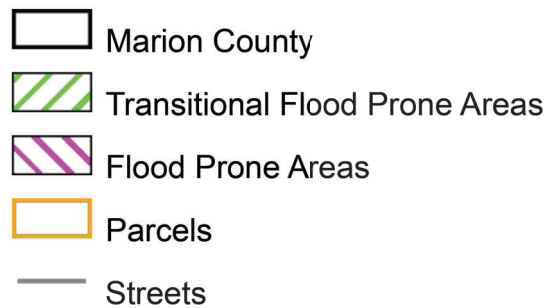 Marion County
Transitional Flood Prone Areas
Flood Prone Areas
Parcels
Streets